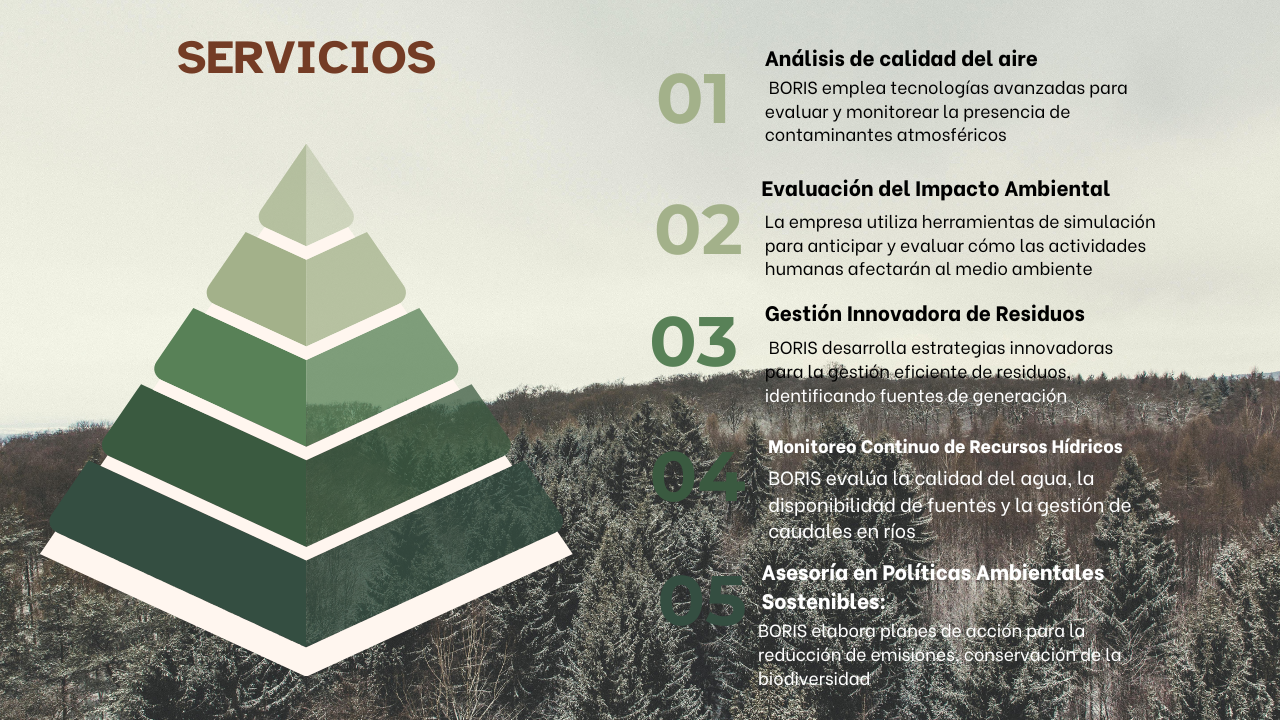 SERVICIOS
01
Análisis de calidad del aire
BORIS emplea tecnologías avanzadas para
evaluar y monitorear la presencia de
contaminantes atmosféricos
02
Evaluación del Impacto Ambiental
La empresa utiliza herramientas de simulación
para anticipar y evaluar cómo las actividades
humanas afectarán al medio ambiente
03
Gestión Innovadora de Residuos
BORIS desarrolla estrategias innovadoras
para la gestión eficiente de residuos,
identificando fuentes de generación
04
Monitoreo Continuo de Recursos Hídricos
BORIS evalúa la calidad del agua, la
disponibilidad de fuentes y la gestión de
caudales en ríos
05
Asesoría en Políticas Ambientales
Sostenibles:
BORIS elabora planes de acción para la
reducción de emisiones, conservación de la
biodiversidad